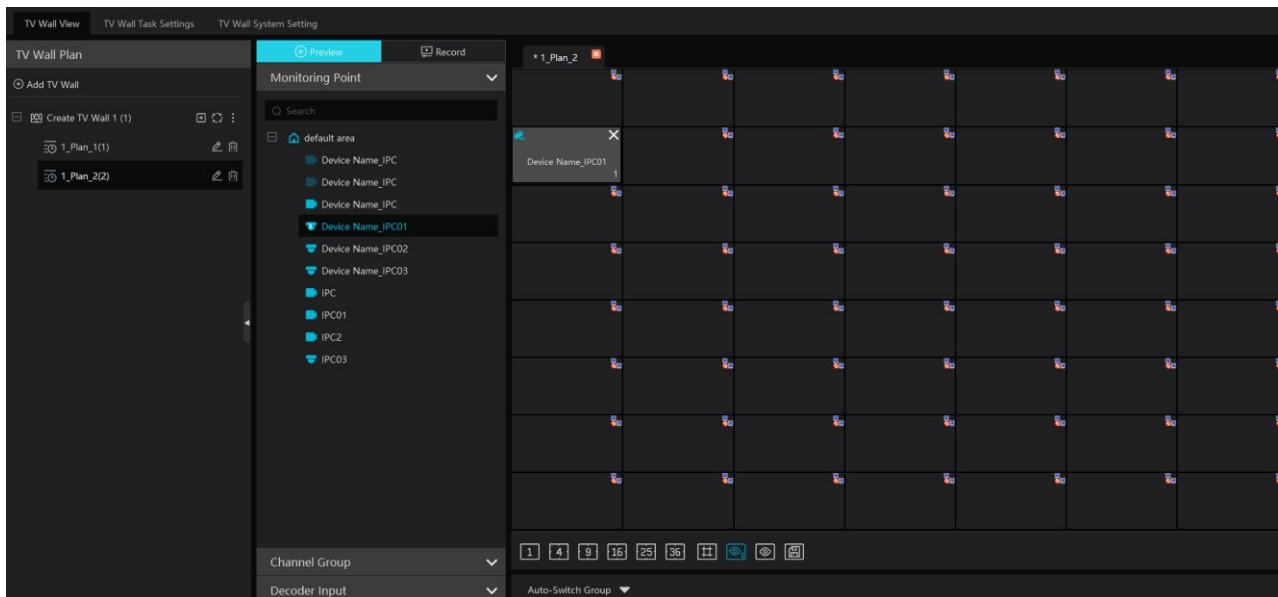 TV Wall View TV Wall Task Settings TV Wall System Setting
TV Wall Plan
Add TV Wall
Create TV Wall 1 (1)
1_Plan_1(1)
1_Plan_2(2)
Preview Record
Monitoring Point
Search
default area
Device Name_IPC
Device Name_IPC
Device Name_IPC
Device Name_IPC01
Device Name_IPC02
Device Name_IPC03
IPC
IPC01
IPC2
IPC03
Channel Group
Decoder Input
* 1_Plan_2
Device Name_IPC01
1
1 4 9 16 25 36
Auto-Switch Group